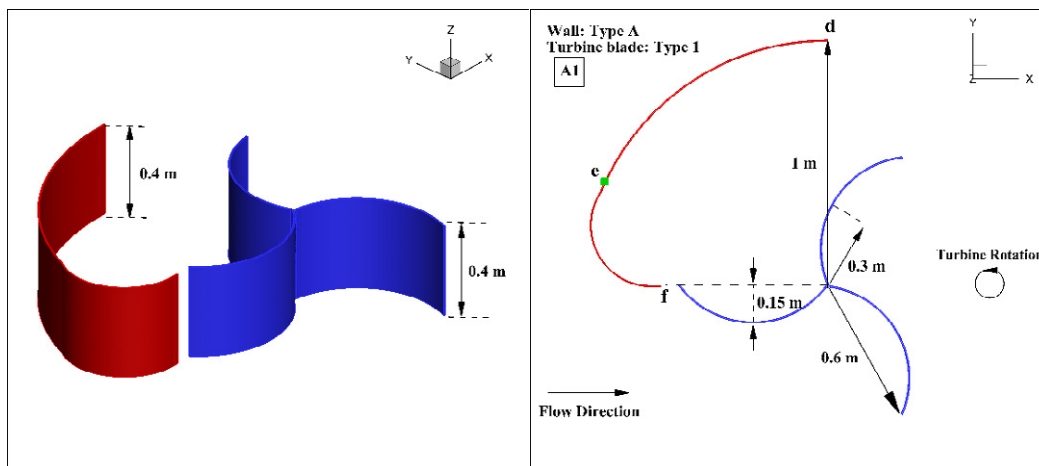 Z
Y
X
0.4 m
0.4 m
Wall: Type A
Turbine blade: Type 1
A1
d
Y
Z
X
e
1 m
0.3 m
Turbine Rotation
f
0.15 m
0.6 m
Flow Direction